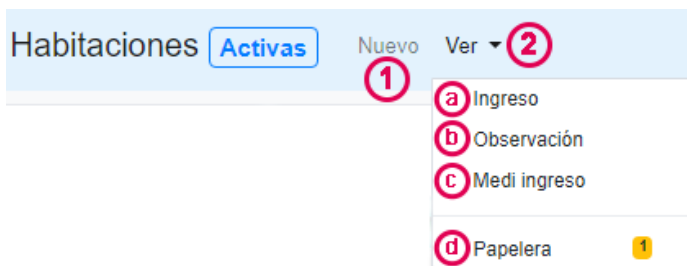 Habitaciones Activas Nuevo Ver 2
1
a Ingreso
b Observación
c Medi ingreso
d Papelera 1